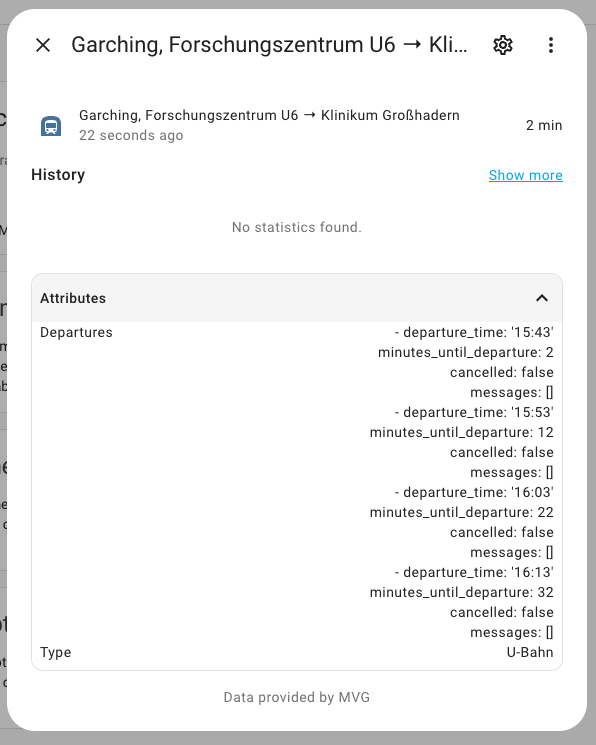 Garching, Forschungszentrum U6 → Kli...
Garching, Forschungszentrum U6 → Klinikum Großhadern
22 seconds ago
2 min
History
Show more
No statistics found.
Attributes
Departures
- departure_time: '15:43'
minutes_until_departure: 2
cancelled: false
messages: []
- departure_time: '15:53'
minutes_until_departure: 12
cancelled: false
messages: []
- departure_time: '16:03'
minutes_until_departure: 22
cancelled: false
messages: []
- departure_time: '16:13'
minutes_until_departure: 32
cancelled: false
messages: []
Type
U-Bahn
Data provided by MVG